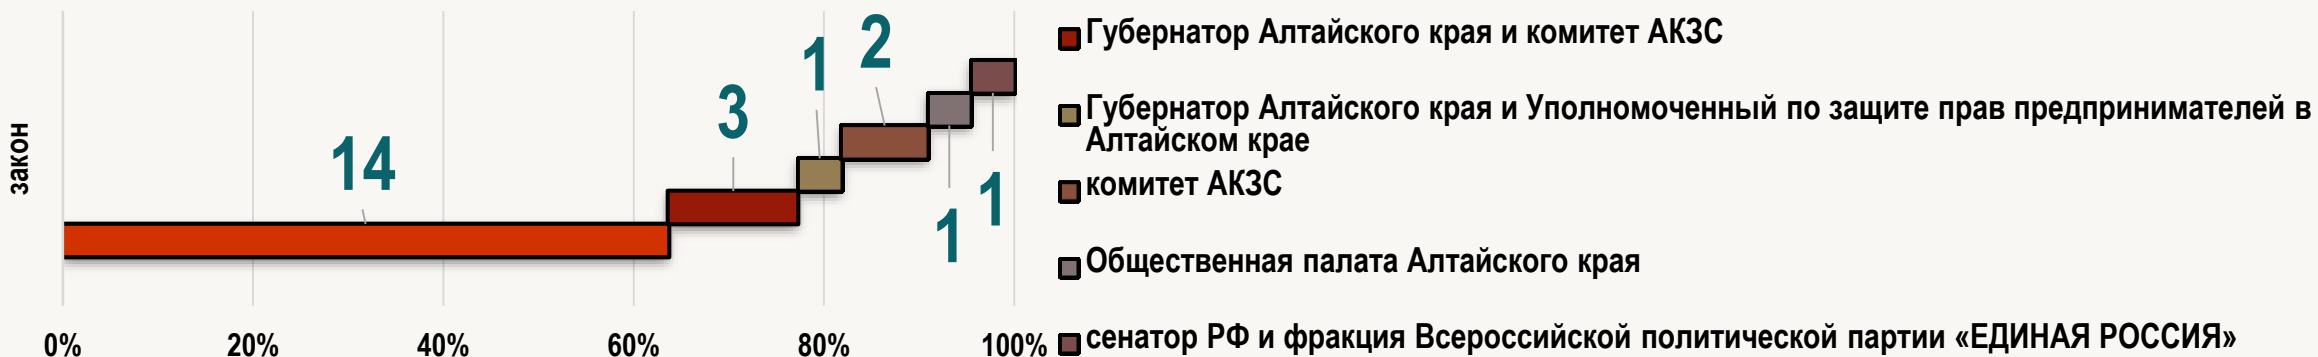 закон
14
3
1
2
1
1
0%
20%
40%
60%
80%
100%
Губернатор Алтайского края и комитет АКЗС
Губернатор Алтайского края и Уполномоченный по защите прав предпринимателей в
Алтайском крае
комитет АКЗС
Общественная палата Алтайского края
сенатор РФ и фракция Всероссийской политической партии «ЕДИНАЯ РОССИЯ»